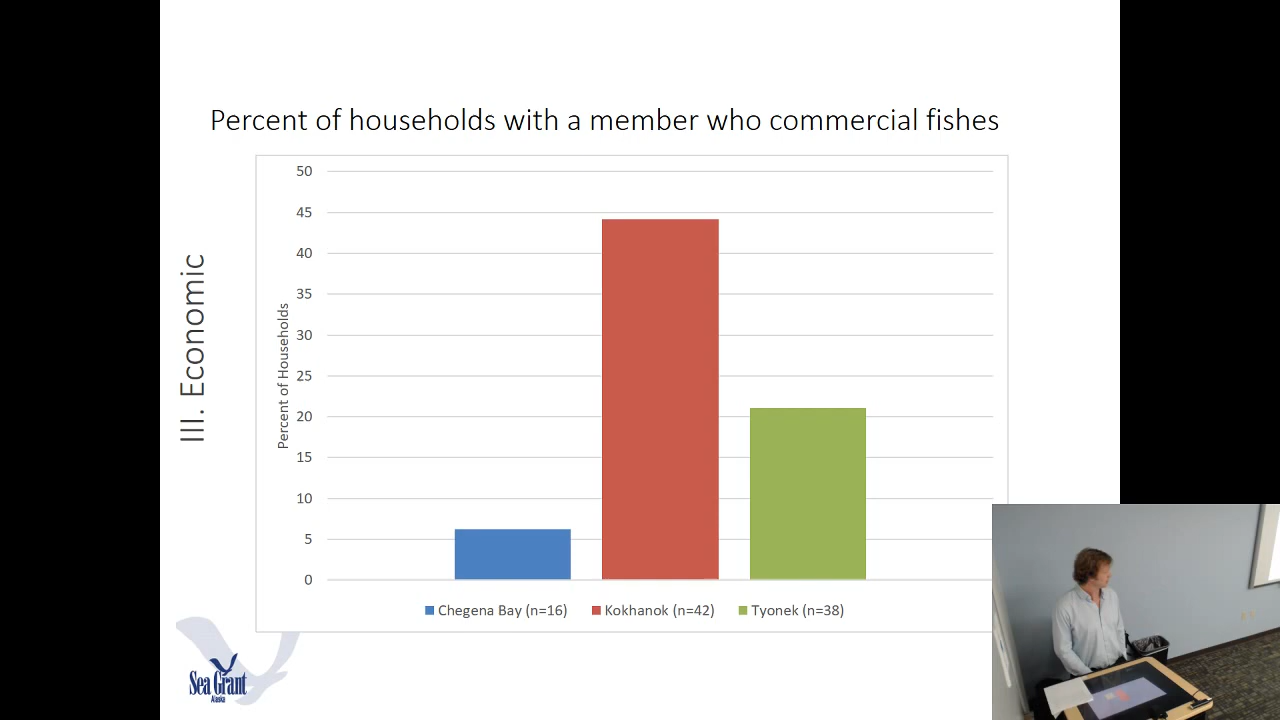 Percent of households with a member who commercial fishes
III. Economic
Percent of Households
50
45
40
35
30
25
20
15
10
5
0
Chegena Bay (n=16)
Kokhanok (n=42)
Tyonek (n=38)
Sea Grant
Alaska